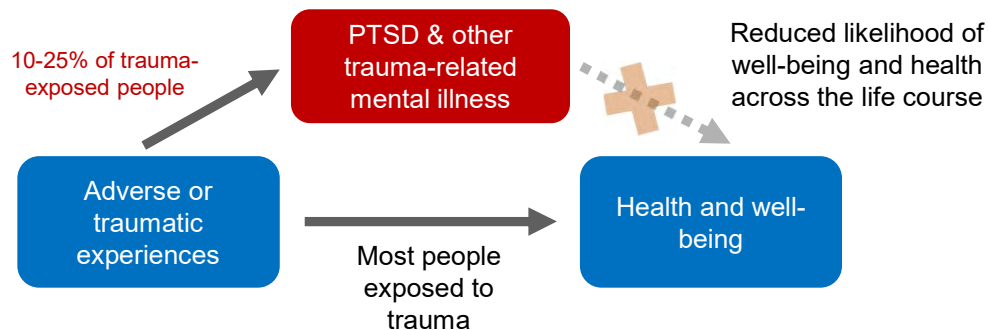 10-25% of trauma-
exposed people
PTSD & other
trauma-related
mental illness
Reduced likelihood of
well-being and health
across the life course
Adverse or
traumatic
experiences
Most people
exposed to
trauma
Health and well-
being